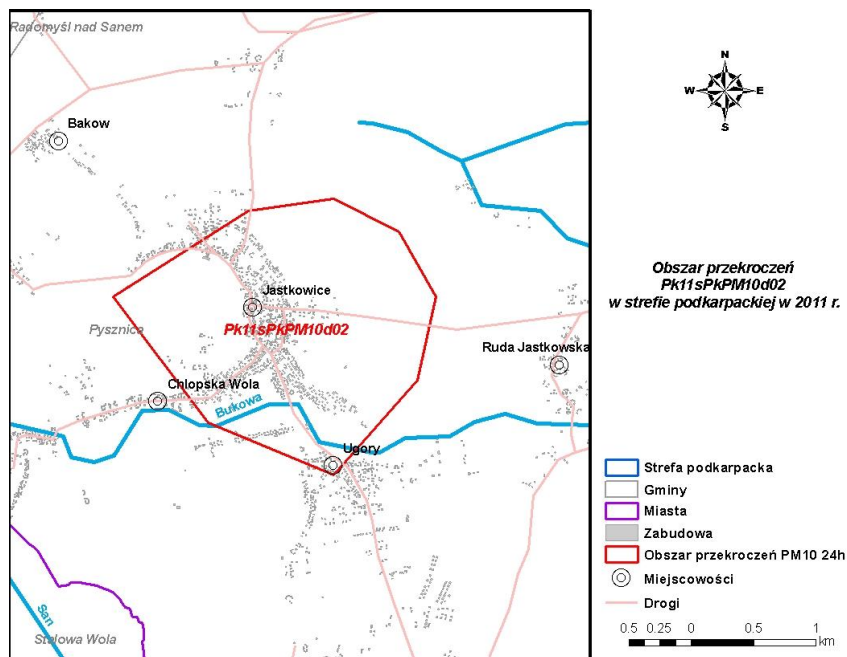 Radomyśl nad Sanem
Bakow
Jastkowice
Pk11sPkPM10d02
Pysznica
Ruda Jastkowska
Chlopska Wola
Bukowa
Ugory
San
Stalowa Wola
N
W
E
S
Obszar przekroczeń
Pk11sPkPM10d02
w strefie podkarpackiej w 2011 r.
Strefa podkarpacka
Gminy
Miasta
Zabudowa
Obszar przekroczeń PM10 24h
Miejscowości
Drogi
0.5 0.25 0 0.5 1
km